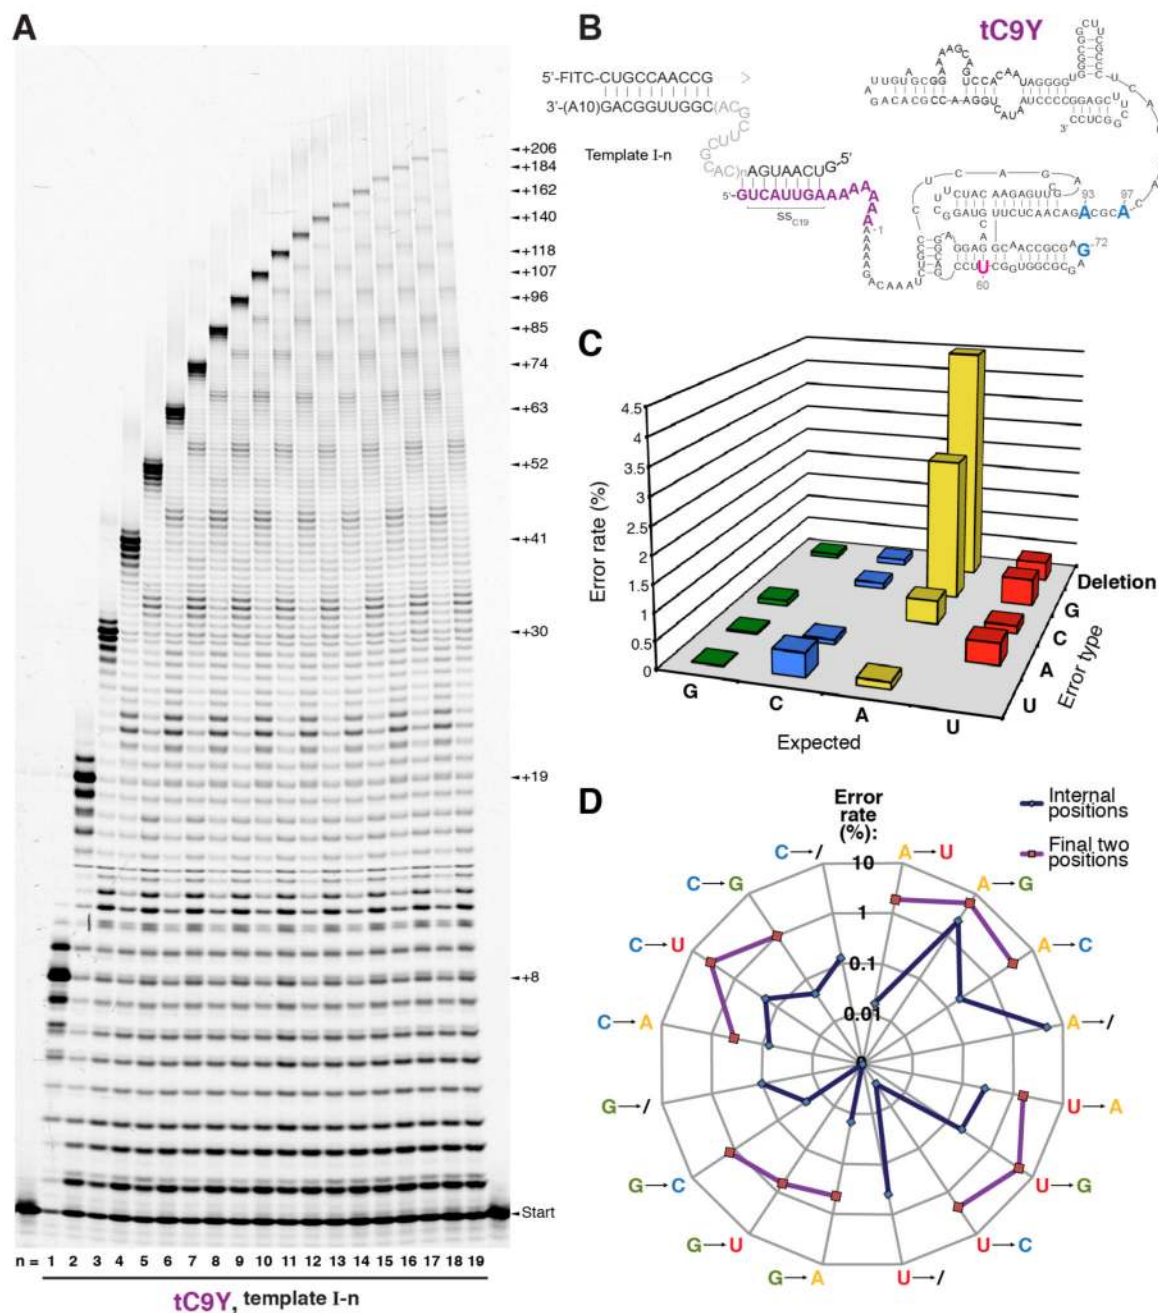 A
+206
+184
+162
+140
+118
+107
+96
+85
+74
+63
+52
+41
+30
+19
+8
Start
n = 1 2 3 4 5 6 7 8 9 10 11 12 13 14 15 16 17 18 19
tC9Y, template I-n
B
tC9Y
5'-FITC-CUGCCAACCG
3'-(A10)GACGGUUGGC(AC
Template I-n
GCUUCGCAC)nAGUAACUG-5'
5'-GUCAUUGAAAAAAAA
SSC19
-1
93
97
72
60
C
Error rate (%)
4.5
4
3.5
3
2.5
2
1.5
1
0.5
0
G
C
A
U
Expected
Deletion
G
C
A
U
Error type
D
Error
rate
(%):
Internal
positions
Final two
positions
10
1
0.1
0.01
0
A→U
A→G
A→C
A→/
U→A
U→G
U→C
U→/
G→A
G→U
G→C
G→/
C→A
C→U
C→G
C→/